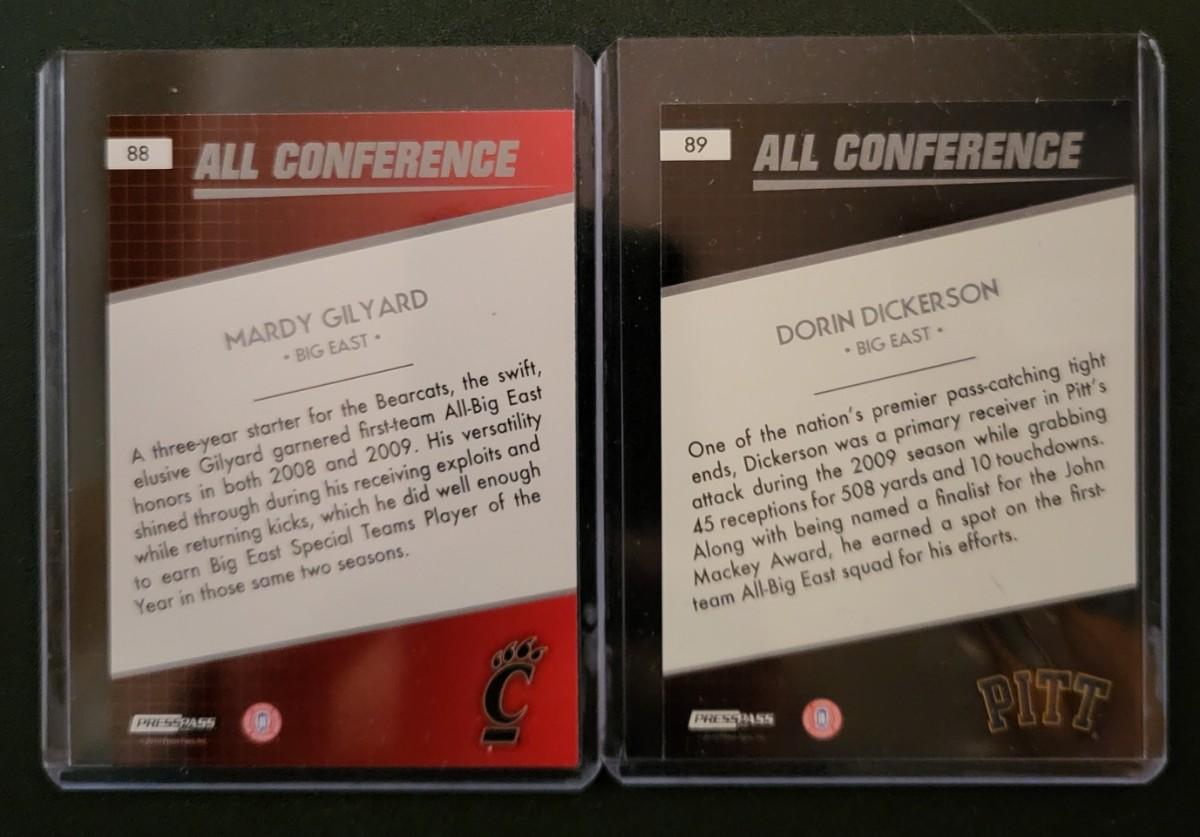 88
ALL CONFERENCE
MARDY GILYARD
• BIG EAST •
A three-year starter for the Bearcats, the swift,
elusive Gilyard garnered first-team All-Big East
honors in both 2008 and 2009. His versatility
shined through during his receiving exploits and
while returning kicks, which he did well enough
to earn Big East Special Teams Player of the
Year in those same two seasons.
PRESS PASS
C
89
ALL CONFERENCE
DORIN DICKERSON
• BIG EAST •
One of the nation's premier pass-catching tight
ends, Dickerson was a primary receiver in Pitt's
attack during the 2009 season while grabbing
45 receptions for 508 yards and 10 touchdowns.
Along with being named a finalist for the John
Mackey Award, he earned a spot on the first-
team All-Big East squad for his efforts.
PRESS PASS
PITT